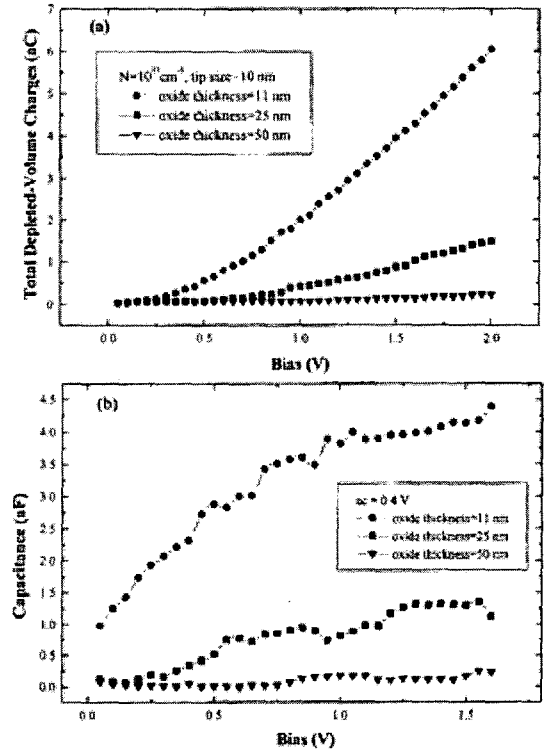 (a)
7
6
5
4
3
2
1
0
Total Depleted-Volume Charges (aC)
tip size=10 nm
oxide thickness=11 nm
oxide thickness=25 nm
oxide thickness=50 nm
0.0 0.5 1.0 1.5 2.0
Bias (V)
(b)
5.0
4.5
4.0
3.5
3.0
2.5
2.0
1.5
1.0
0.5
0.0
Capacitance (aF)
ac = 0.4 V
oxide thickness=11 nm
oxide thickness=25 nm
oxide thickness=50 nm
0.0 0.5 1.0 1.5
Bias (V)